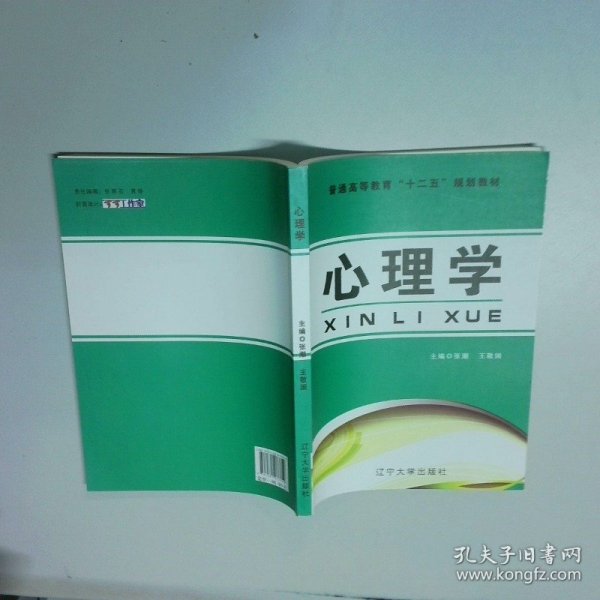 普通高等教育“十二五”规划教材
心理学
XIN LI XUE
主编◎张潮 王敬国
辽宁大学出版社
心理学
主编◎张潮 王敬国
辽宁大学出版社
孔夫子旧书网
www.kongfz.com